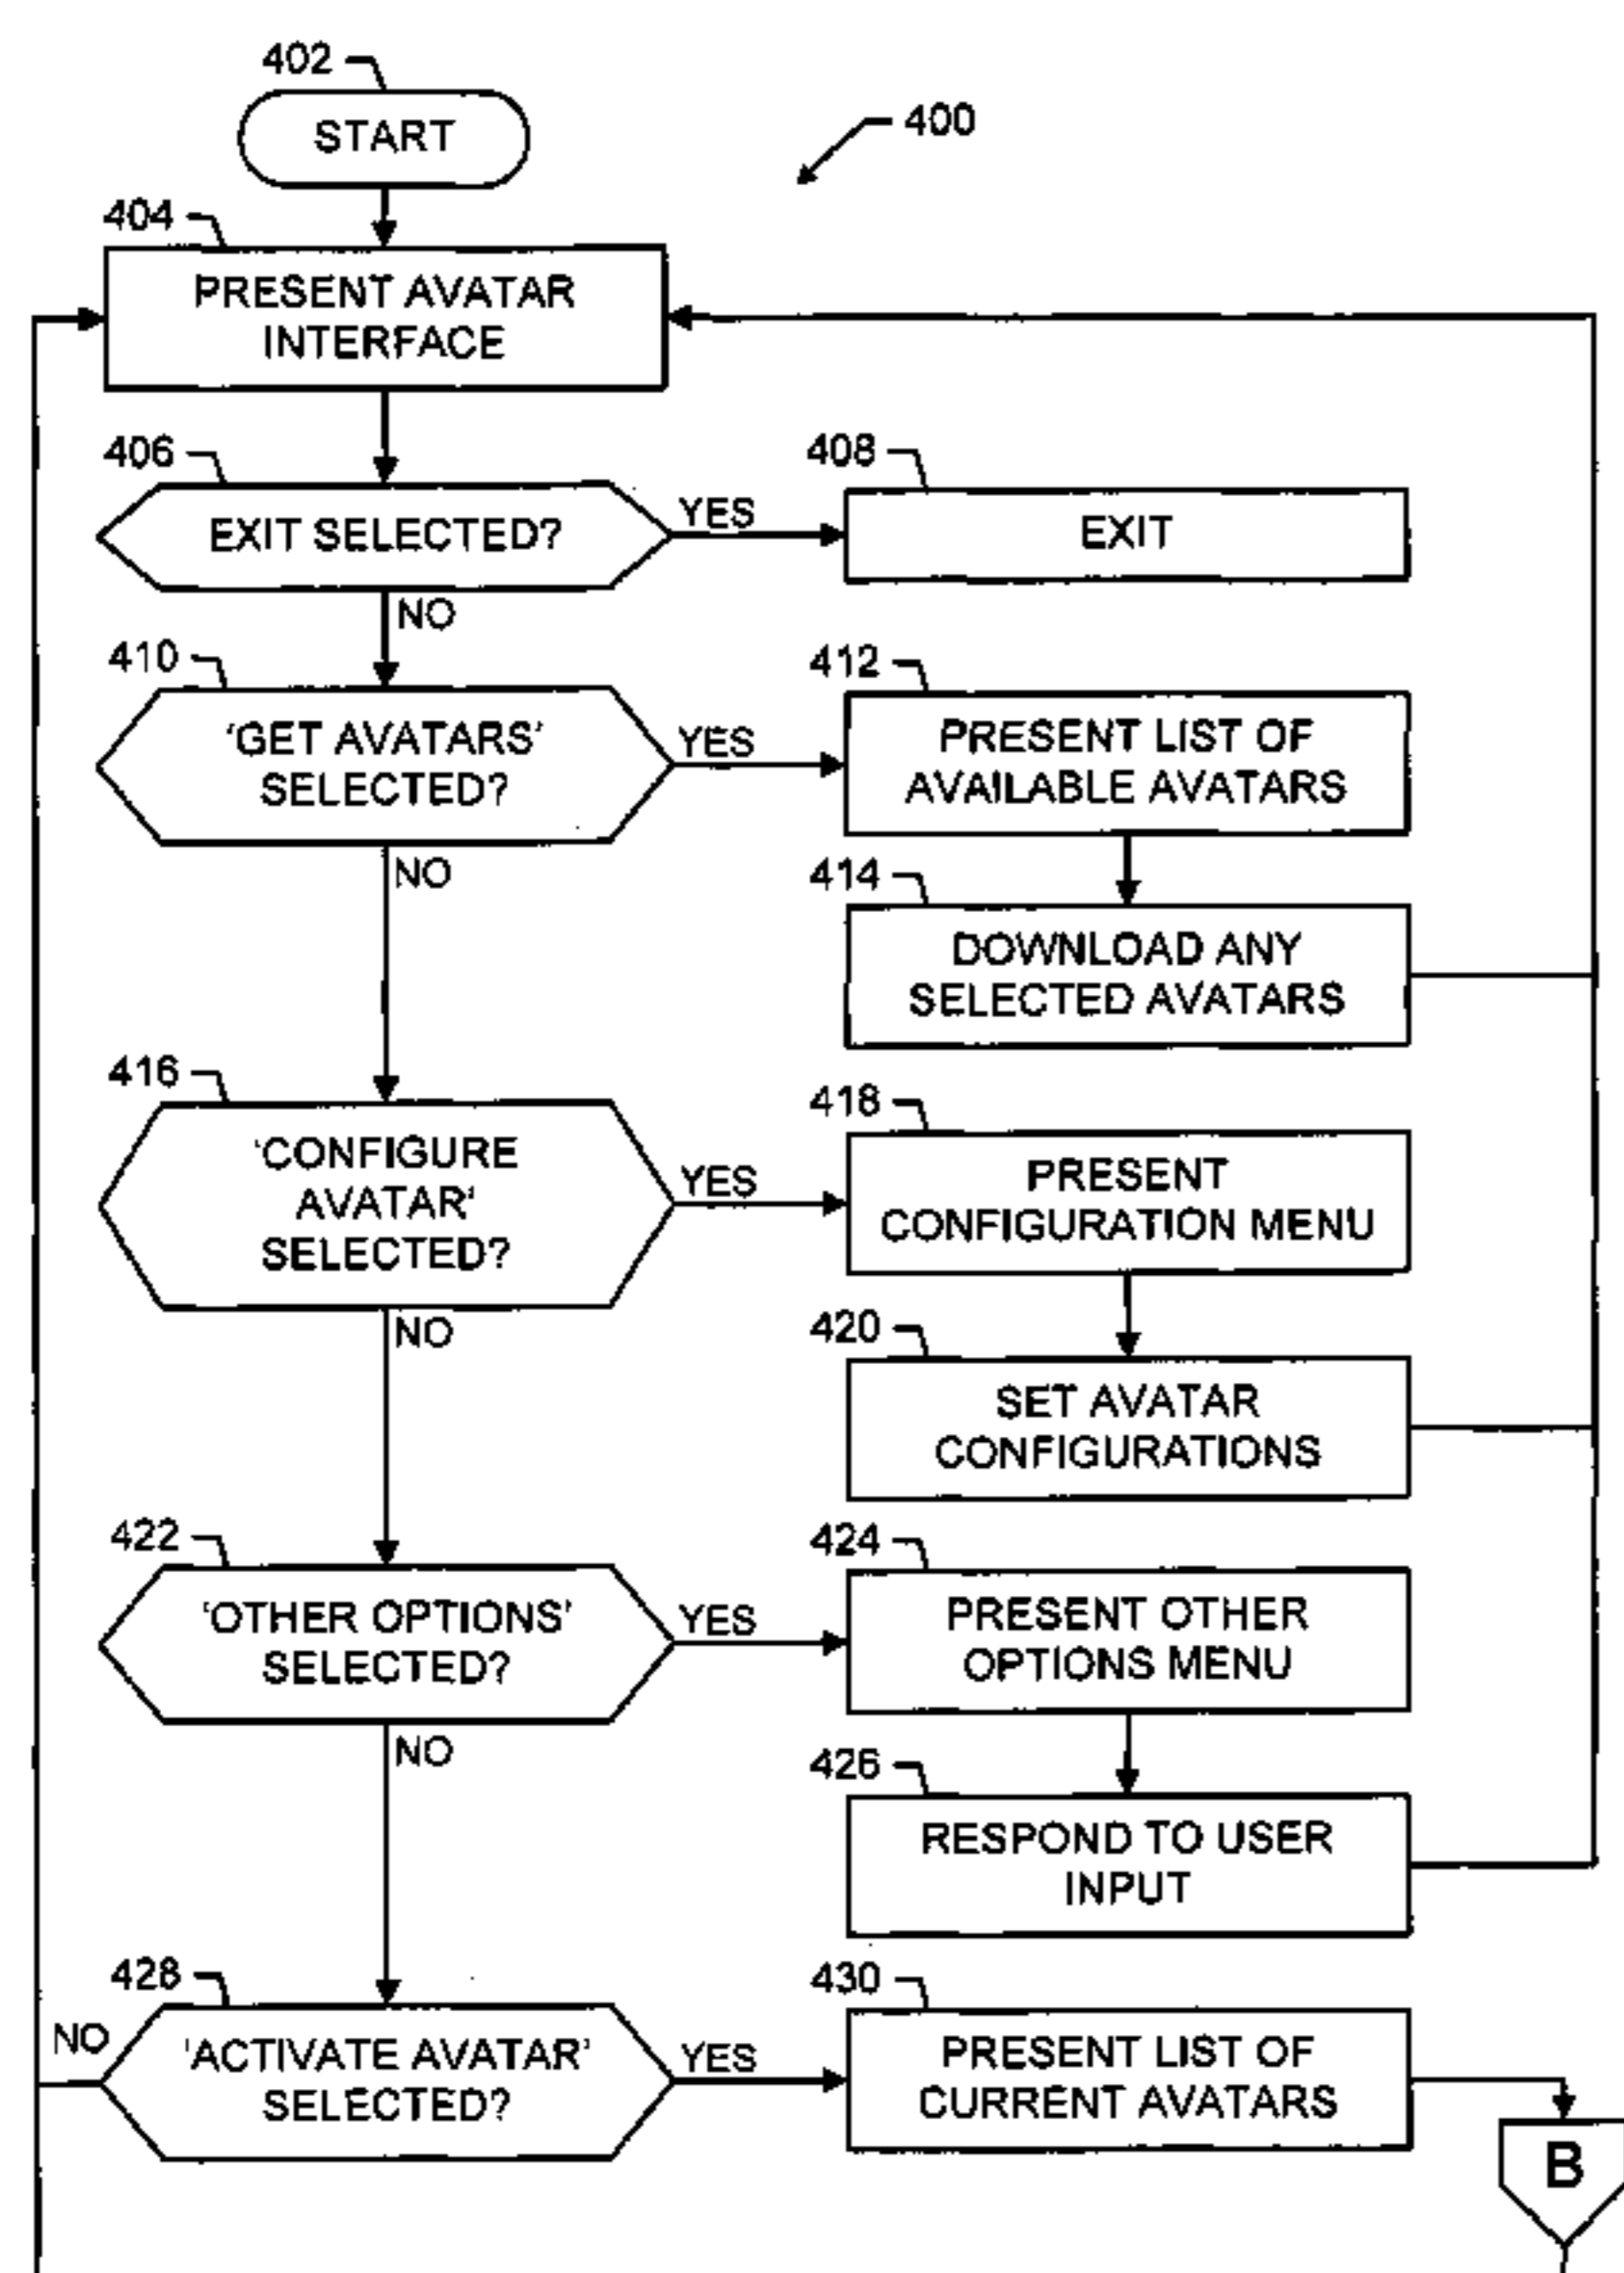 402
START
400
404
PRESENT AVATAR
INTERFACE
406
EXIT SELECTED?
YES
408
EXIT
NO
410
'GET AVATARS'
SELECTED?
YES
412
PRESENT LIST OF
AVAILABLE AVATARS
NO
414
DOWNLOAD ANY
SELECTED AVATARS
416
'CONFIGURE
AVATAR'
SELECTED?
YES
418
PRESENT
CONFIGURATION MENU
NO
420
SET AVATAR
CONFIGURATIONS
422
'OTHER OPTIONS'
SELECTED?
YES
424
PRESENT OTHER
OPTIONS MENU
NO
426
RESPOND TO USER
INPUT
428
NO
'ACTIVATE AVATAR'
SELECTED?
YES
430
PRESENT LIST OF
CURRENT AVATARS
B